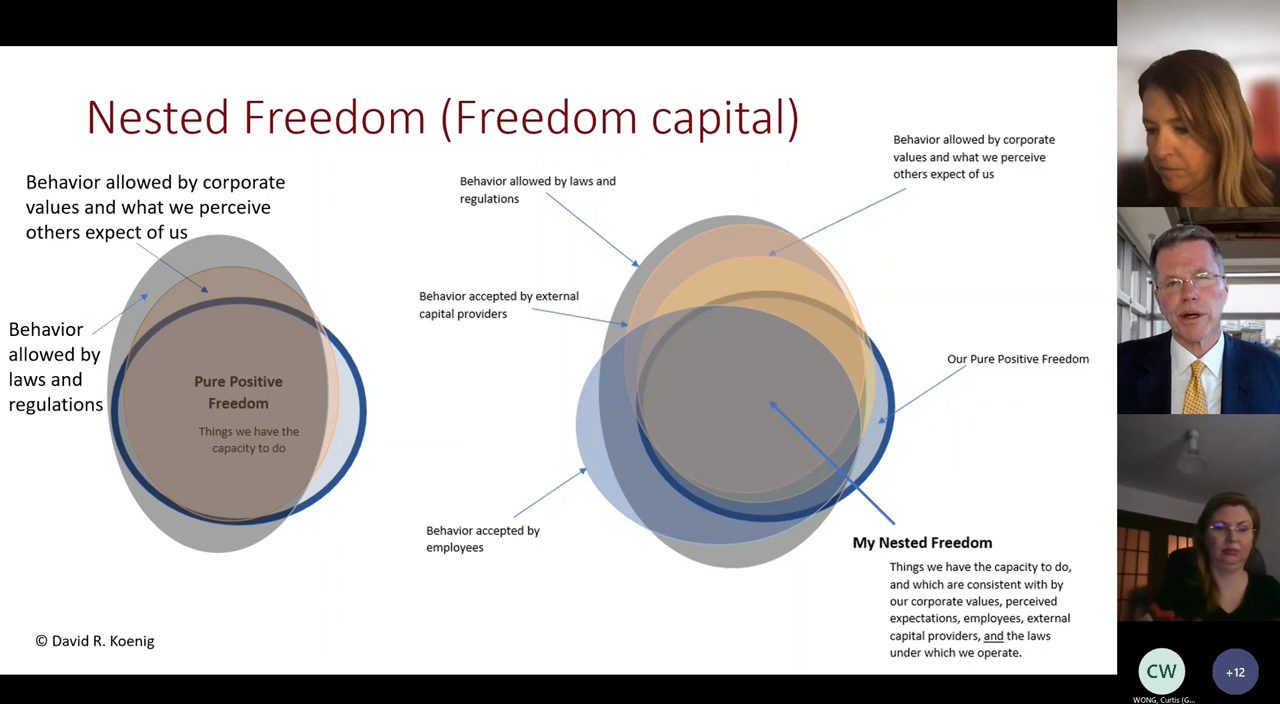 Nested Freedom (Freedom capital)
Behavior allowed by corporate
values and what we perceive
others expect of us
Behavior
allowed by
laws and
regulations
Pure Positive
Freedom
Things we have the
capacity to do
Behavior allowed by laws and
regulations
Behavior allowed by corporate
values and what we perceive
others expect of us
Behavior accepted by external
capital providers
Our Pure Positive Freedom
Behavior accepted by
employees
My Nested Freedom
Things we have the capacity to do,
and which are consistent with by
our corporate values, perceived
expectations, employees, external
capital providers, and the laws
under which we operate.
© David R. Koenig
CW
WONG, Curtis (G...
+12